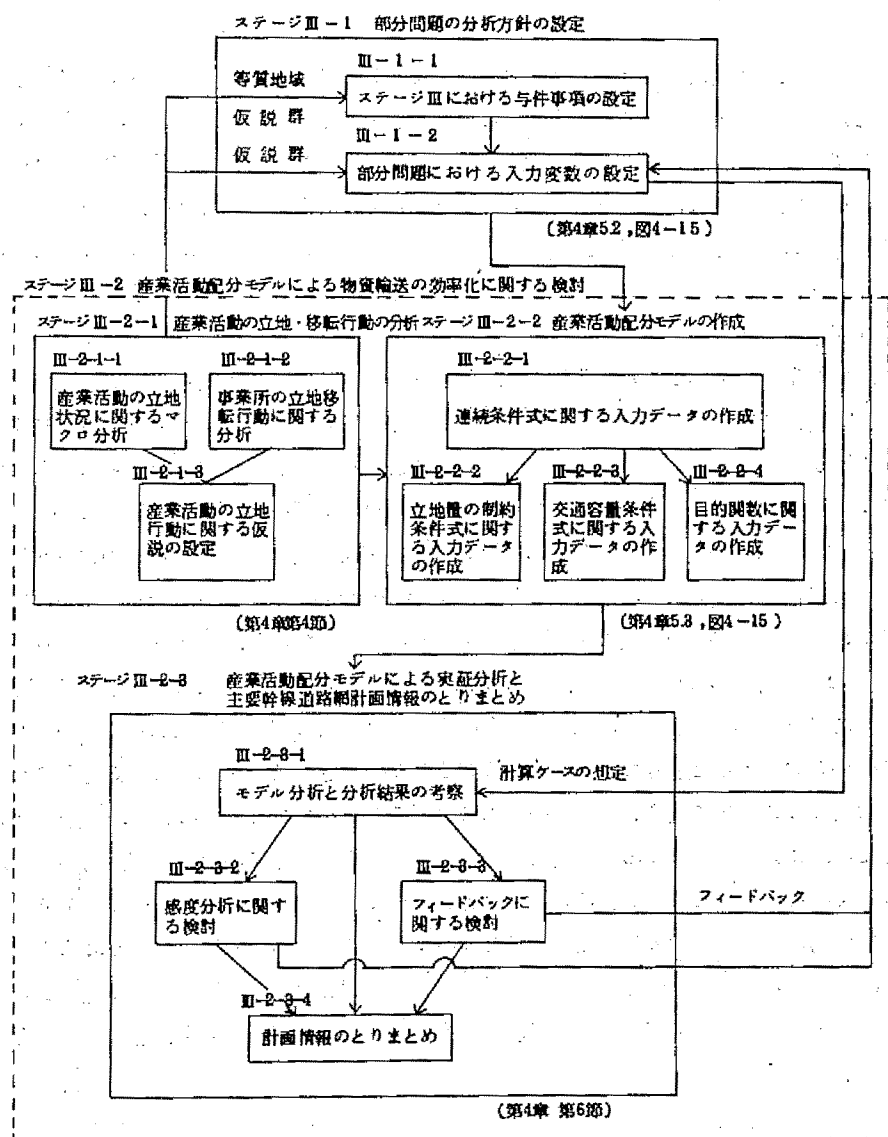 ステージⅢ-1 部分問題の分析方針の設定
Ⅲ-1-1
等質地域
ステージⅢにおける与件事項の設定
仮説群
Ⅲ-1-2
仮説群
部分問題における入力変数の設定
(第4章5.2,図4-15)
ステージⅢ-2 産業活動配分モデルによる物資輸送の効率化に関する検討
ステージⅢ-2-1 産業活動の立地・移転行動の分析
Ⅲ-2-1-1
産業活動の立地
状況に関するマ
クロ分析
Ⅲ-2-1-2
事業所の立地移
転行動に関する
分析
Ⅲ-2-1-3
産業活動の立地
行動に関する仮
説の設定
(第4章第4節)
ステージⅢ-2-2 産業活動配分モデルの作成
Ⅲ-2-2-1
連続条件式に関する入力データの作成
Ⅲ-2-2-2
立地量の制約
条件式に関す
る入力データ
の作成
Ⅲ-2-2-3
交通容量条件
式に関する入
力データの作
成
Ⅲ-2-2-4
目的関数に関
する入力デー
タの作成
(第4章5.3,図4-15)
ステージⅢ-2-3 産業活動配分モデルによる実証分析と
主要幹線道路網計画情報のとりまとめ
Ⅲ-2-3-1
計算ケースの想定
モデル分析と分析結果の考察
Ⅲ-2-3-2
感度分析に関す
る検討
Ⅲ-2-3-3
フィードバックに
関する検討
フィードバック
Ⅲ-2-3-4
計画情報のとりまとめ
(第4章 第6節)